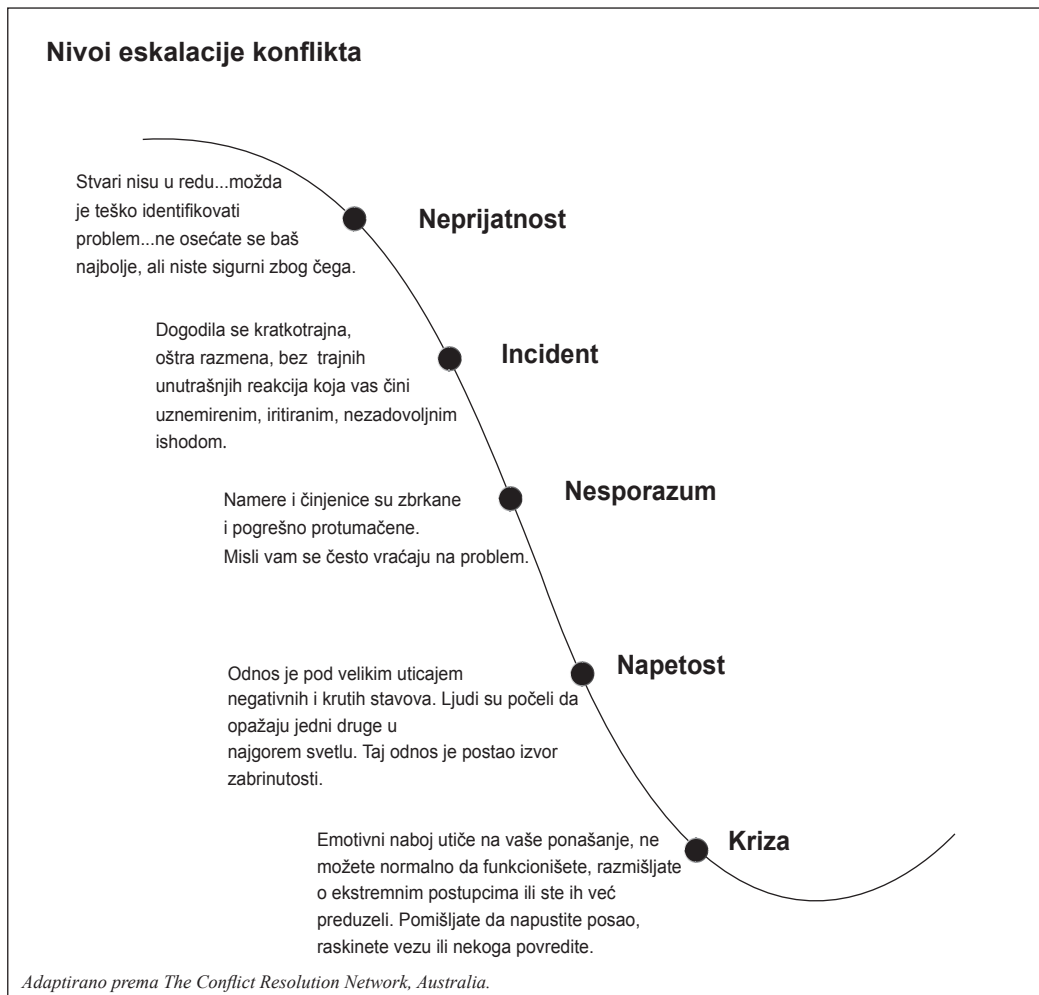 Nivoi eskalacije konflikta
Stvari nisu u redu...možda
je teško identifikovati
problem...ne osećate se baš
najbolje, ali niste sigurni zbog čega.
Neprijatnost
Dogodila se kratkotrajna,
oštra razmena, bez  trajnih
unutrašnjih reakcija koja vas čini
uznemirenim, iritiranim, nezadovoljnim
ishodom.
Incident
Namere i činjenice su zbrkane
i pogrešno protumačene.
Misli vam se često vraćaju na problem.
Nesporazum
Odnos je pod velikim uticajem
negativnih i krutih stavova. Ljudi su počeli da
opažaju jedni druge u
najgorem svetlu. Taj odnos je postao izvor
zabrinutosti.
Napetost
Emotivni naboj utiče na vaše ponašanje, ne
možete normalno da funkcionišete, razmišljate
o ekstremnim postupcima ili ste ih već
preduzeli. Pomišljate da napustite posao,
raskinete vezu ili nekoga povredite.
Kriza
Adaptirano prema The Conflict Resolution Network, Australia.